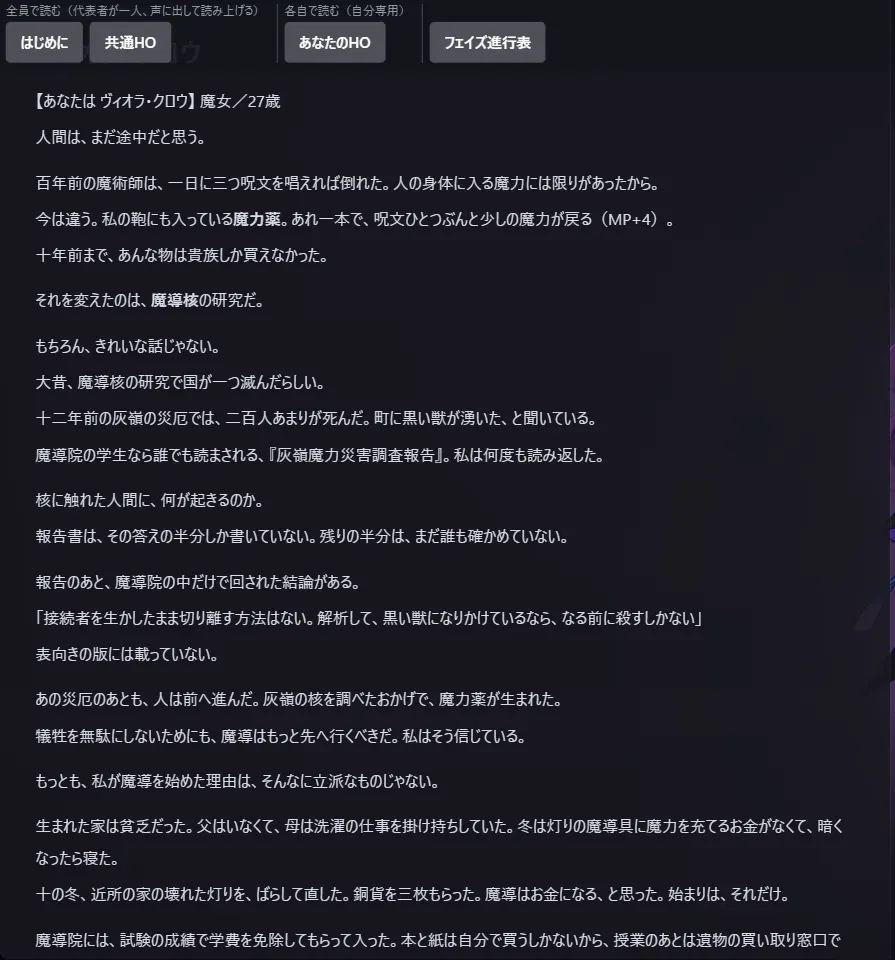 全員で読む（代表者が一人、声に出して読み上げる）
各自で読む（自分専用）
はじめに
共通HO
あなたのHO
フェイズ進行表
【あなたは ヴィオラ・クロウ】 魔女／27歳
人間は、まだ途中だと思う。
百年前の魔術師は、一日に三つ呪文を唱えれば倒れた。人の身体に入る魔力には限りがあったから。
今は違う。私の鞄にも入っている魔力薬。あれ一本で、呪文ひとつぶんと少しの魔力が戻る（MP+4）。
十年前まで、あんな物は貴族しか買えなかった。
それを変えたのは、魔導核の研究だ。
もちろん、きれいな話じゃない。
大昔、魔導核の研究で国が一つ滅んだらしい。
十二年前の灰嶺の災厄では、二百人あまりが死んだ。町に黒い獣が湧いた、と聞いている。
魔導院の学生なら誰でも読まされる、『灰嶺魔力災害調査報告』。私は何度も読み返した。
核に触れた人間に、何が起きるのか。
報告書は、その答えの半分しか書いていない。残りの半分は、まだ誰も確かめていない。
報告のあと、魔導院の中だけで回された結論がある。
「接続者を生かしたまま切り離す方法はない。解析して、黒い獣になりかけているなら、なる前に殺すしかない」
表向きの版には載っていない。
あの災厄のあとも、人は前へ進んだ。灰嶺の核を調べたおかげで、魔力薬が生まれた。
犠牲を無駄にしないためにも、魔導はもっと先へ行くべきだ。私はそう信じている。
もっとも、私が魔導を始めた理由は、そんなに立派なものじゃない。
生まれた家は貧乏だった。父はいなくて、母は洗濯の仕事を掛け持ちしていた。冬は灯りの魔導具に魔力を充てるお金がなくて、暗く
なったら寝た。
十の冬、近所の家の壊れた灯りを、ばらして直した。銅貨を三枚もらった。魔導はお金になる、と思った。始まりは、それだけ。
魔導院には、試験の成績で学費を免除してもらって入った。本と紙は自分で買うしかないから、授業のあとは遺物の買い取り窓口で